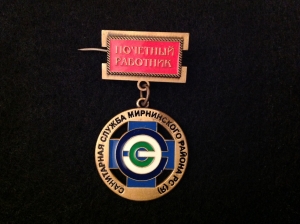 ПОЧЕТНЫЙ
РАБОТНИК
САНИТАРНАЯ СЛУЖБА МИРНИНСКОГО РАЙОНА РС (Я)